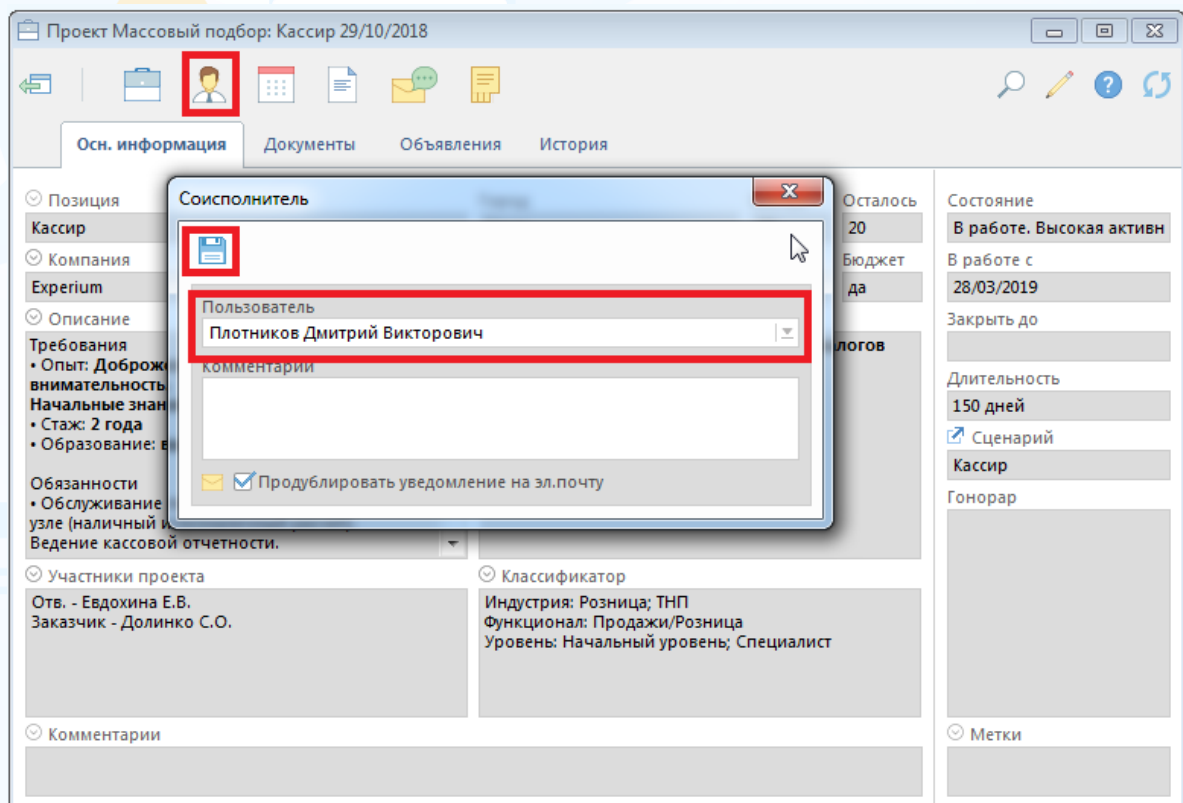 Проект Массовый подбор: Кассир 29/10/2018
Осн. информация Документы Объявления История
Позиция
Кассир
Компания
Experium
Описание
Требования
• Опыт:
внимательность
• Стаж: 2 года
• Образование:
Обязанности
• Обслуживание
узле (наличный
Ведение кассовой отчетности.
Соисполнитель
Пользователь
Плотников Дмитрий Викторович
Комментарии
Продублировать уведомление на эл.почту
Осталось
20
Бюджет
да
Участники проекта
Отв. - Евдохина Е.В.
Заказчик - Долинко С.О.
Классификатор
Индустрия: Розница; ТНП
Функционал: Продажи/Розница
Уровень: Начальный уровень; Специалист
Комментарии
Состояние
В работе. Высокая активн
В работе с
28/03/2019
Закрыть до
Длительность
150 дней
Сценарий
Кассир
Гонорар
Метки